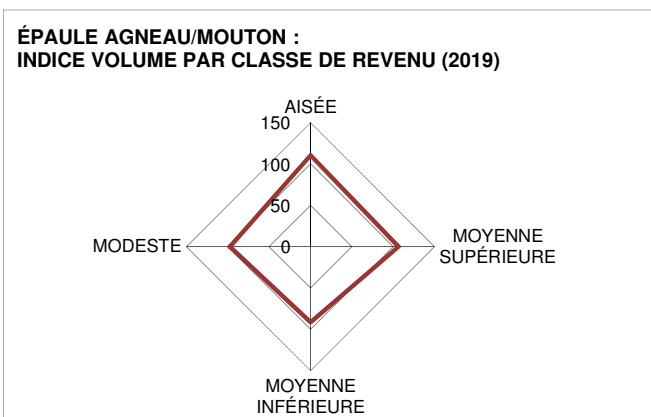 ÉPAULE AGNEAU/MOUTON :
INDICE VOLUME PAR CLASSE DE REVENU (2019)
AISÉE
150
100
50
0
MODESTE
MOYENNE
SUPÉRIEURE
MOYENNE
INFÉRIEURE